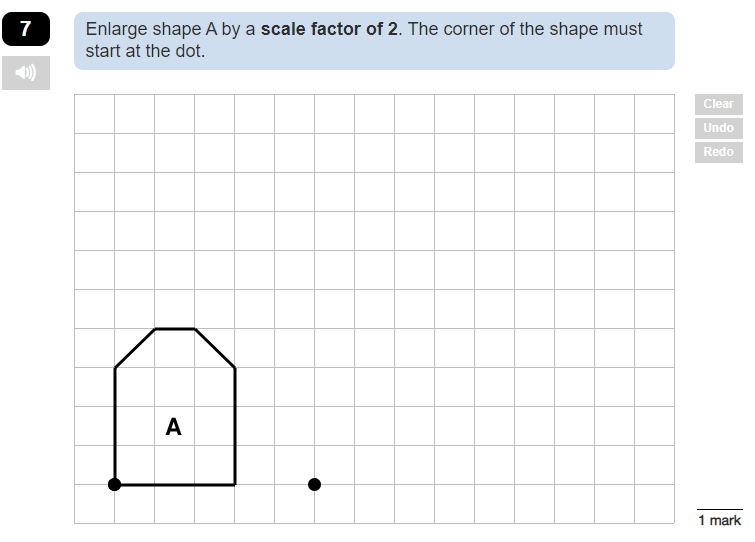 7
Enlarge shape A by a scale factor of 2. The corner of the shape must
start at the dot.
Clear
Undo
Redo
A
1 mark